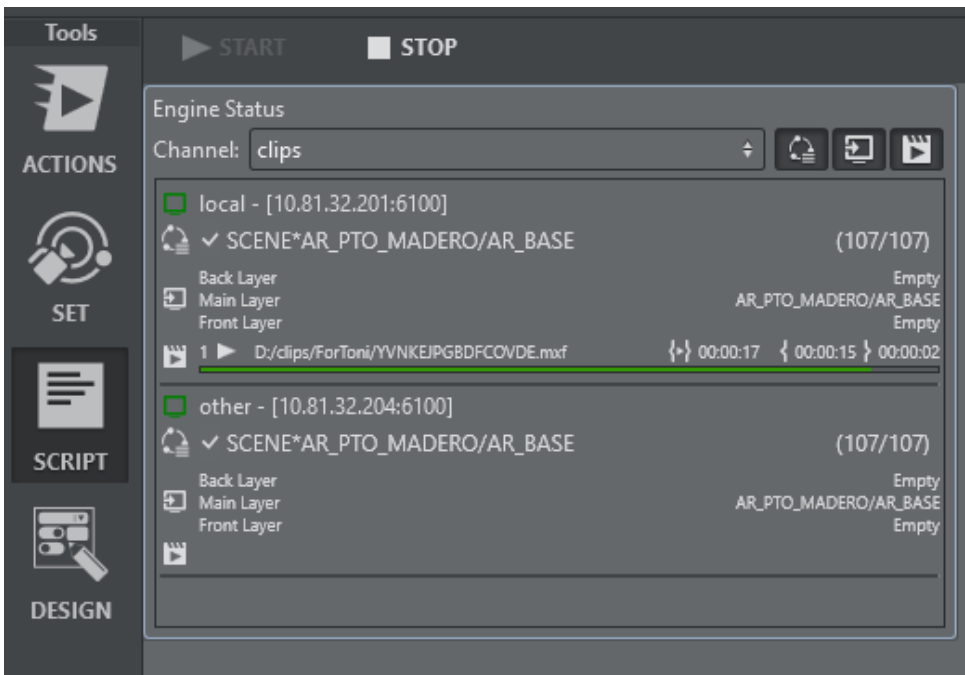 Tools
START STOP
ACTIONS
SET
SCRIPT
DESIGN
Engine Status
Channel: clips
local - [10.81.32.201:6100]
SCENE*AR_PTO_MADERO/AR_BASE (107/107)
Back Layer Empty
Main Layer AR_PTO_MADERO/AR_BASE
Front Layer Empty
1 D:/clips/ForToni/YVNKEJPGBDFCOVDE.mxf {▸} 00:00:17 { 00:00:15 } 00:00:02
other - [10.81.32.204:6100]
SCENE*AR_PTO_MADERO/AR_BASE (107/107)
Back Layer Empty
Main Layer AR_PTO_MADERO/AR_BASE
Front Layer Empty